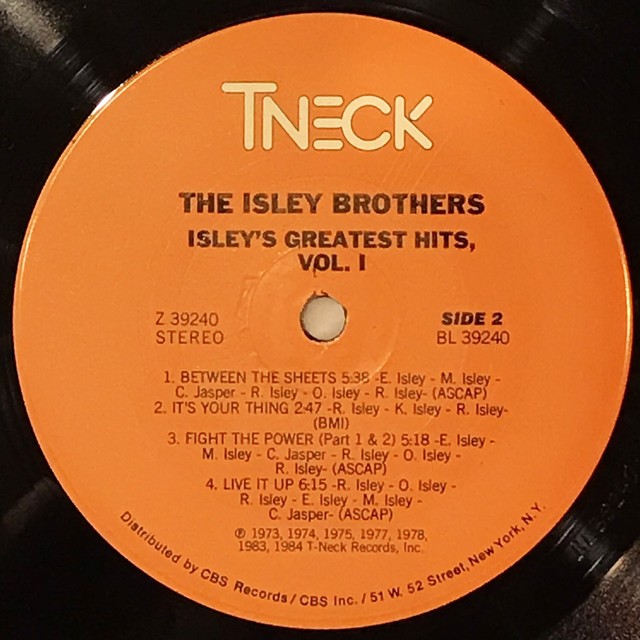 TNECK
THE ISLEY BROTHERS
ISLEY'S GREATEST HITS,
VOL. I
Z 39240
STEREO
SIDE 2
BL 39240
1. BETWEEN THE SHEETS 5:38 -E. Isley - M. Isley -
C. Jasper - R. Isley - O. Isley - R. Isley- (ASCAP)
2. IT'S YOUR THING 2:47 -R. Isley - K. Isley - R. Isley-
(BMI)
3. FIGHT THE POWER (Part 1 & 2) 5:18 -E. Isley -
M. Isley - C. Jasper - R. Isley - O. Isley -
R. Isley- (ASCAP)
4. LIVE IT UP 6:15 -R. Isley - O. Isley -
R. Isley - E. Isley - M. Isley -
C. Jasper- (ASCAP)
℗ 1973, 1974, 1975, 1977, 1978,
1983, 1984 T-Neck Records, Inc.
Distributed by CBS Records / CBS Inc. / 51 W. 52 Street, New York, N.Y.